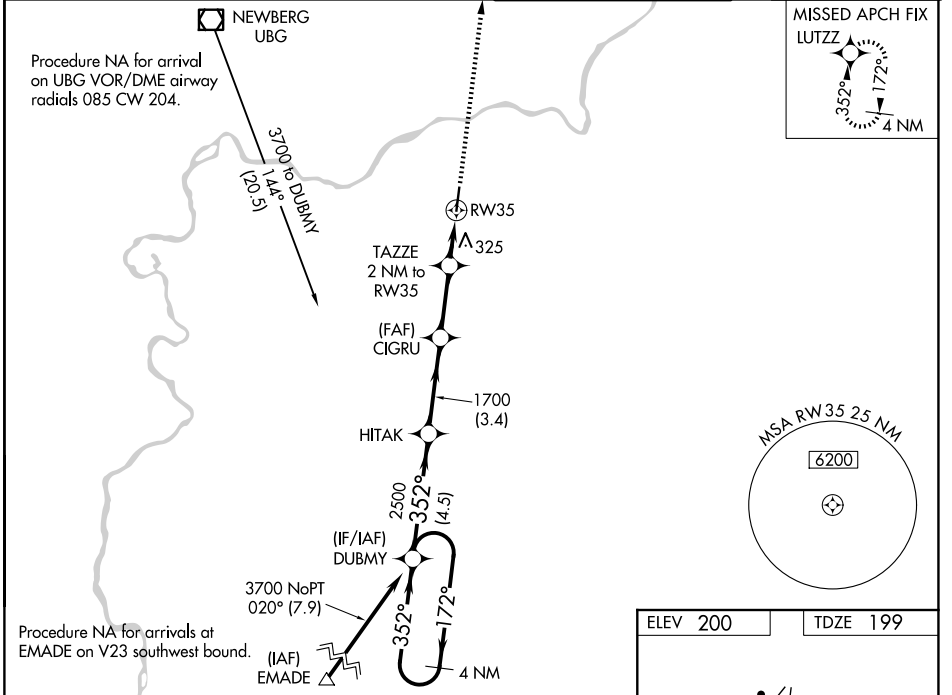 NEWBERG
UBG
Procedure NA for arrival
on UBG VOR/DME airway
radials 085 CW 204.
3700 to DUBMY
144°
(20.5)
MISSED APCH FIX
LUTZZ
352°
172°
4 NM
RW35
325
TAZZE
2 NM to
RW35
(FAF)
CIGRU
1700
(3.4)
HITAK
2500
352°
(4.5)
MSA RW35 25 NM
6200
(IF/IAF)
DUBMY
3700 NoPT
020° (7.9)
352°
172°
4 NM
Procedure NA for arrivals at
EMADE on V23 southwest bound.
(IAF)
EMADE
ELEV 200
TDZE 199